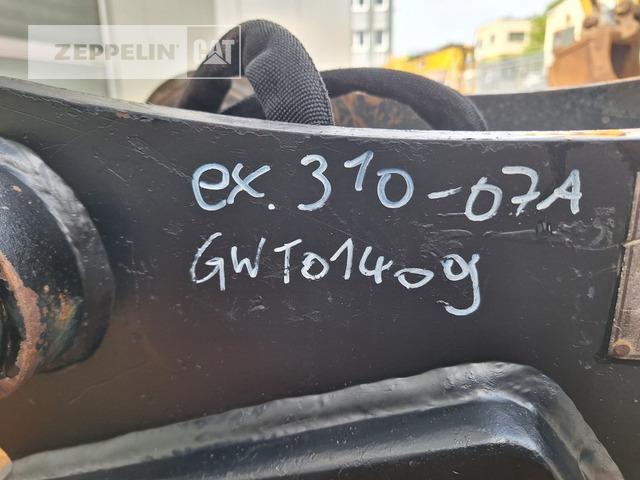 ZEPPELIN CAT
ex. 310-07A
GWT01409